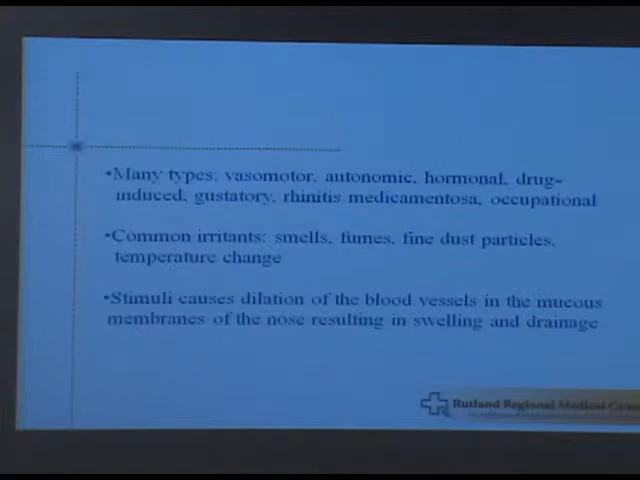 •Many types: vasomotor, autonomic, hormonal, drug-
induced, gustatory, rhinitis medicamentosa, occupational
•Common irritants: smells, fumes, fine dust particles,
temperature change
•Stimuli causes dilation of the blood vessels in the mucous
membranes of the nose resulting in swelling and drainage
Rutland Regional Medical